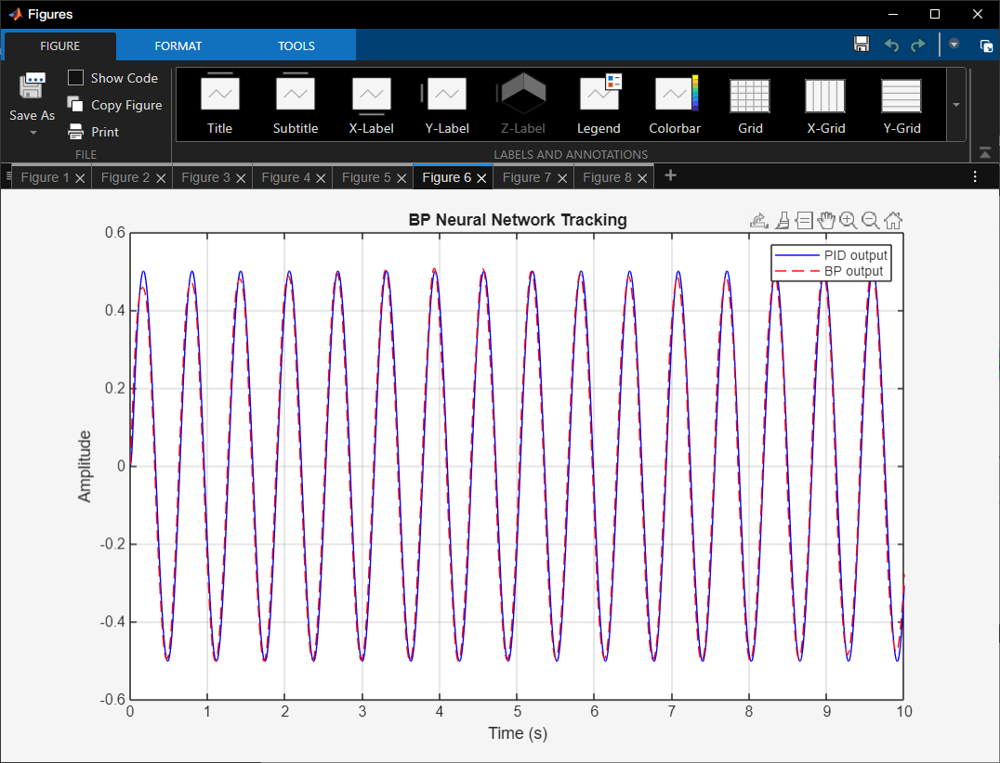 Figures
FIGURE FORMAT TOOLS
Save As
Show Code
Copy Figure
Print
Title Subtitle X-Label Y-Label Z-Label Legend Colorbar Grid X-Grid Y-Grid
FILE LABELS AND ANNOTATIONS
Figure 1 Figure 2 Figure 3 Figure 4 Figure 5 Figure 6 Figure 7 Figure 8
BP Neural Network Tracking
PID output
BP output
0.6
0.4
0.2
0
-0.2
-0.4
-0.6
Amplitude
0 1 2 3 4 5 6 7 8 9 10
Time (s)